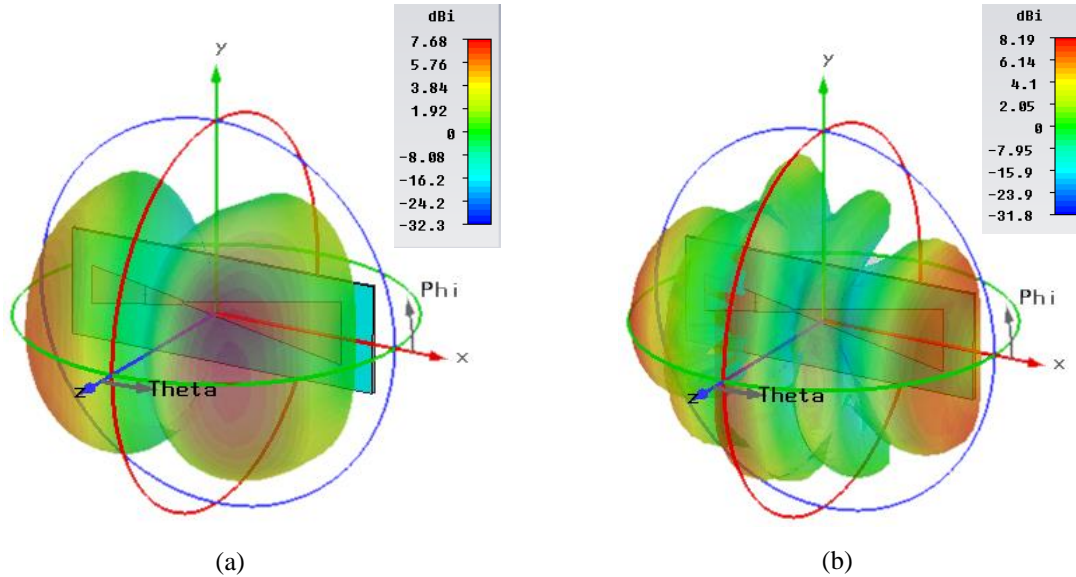 dBi
7.68
5.76
3.84
1.92
0
-8.08
-16.2
-24.2
-32.3
y
Phi
x
z
Theta
(a)
dBi
8.19
6.14
4.1
2.05
0
-7.95
-15.9
-23.9
-31.8
y
Phi
x
z
Theta
(b)